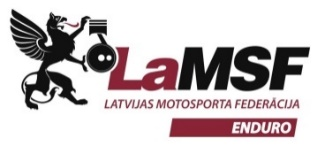 LaMSF
LATVIJAS MOTOSPORTA FEDERĀCIJA
ENDURO